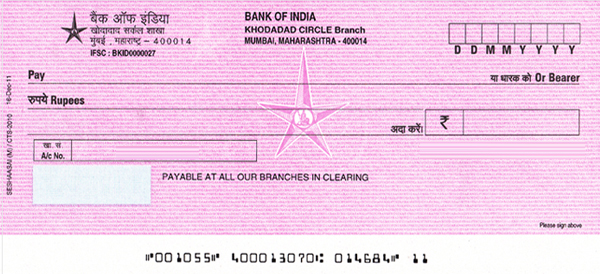 बैंक ऑफ इंडिया
खोदादाद सर्कल शाखा
मुंबई, महाराष्ट्र - 400014
IFSC : BKID0000027
BANK OF INDIA
KHODADAD CIRCLE Branch
MUMBAI, MAHARASHTRA - 400014
D D M M Y Y Y Y
Pay या धारक को Or Bearer
रुपये Rupees
अदा करें। ₹
खा. सं.
A/c No.
PAYABLE AT ALL OUR BRANCHES IN CLEARING
SESHAASAI (M) / CTS-2010 16-Dec-11
Please sign above
⑈001055⑈ 400013070⑆ 014684⑈ 11